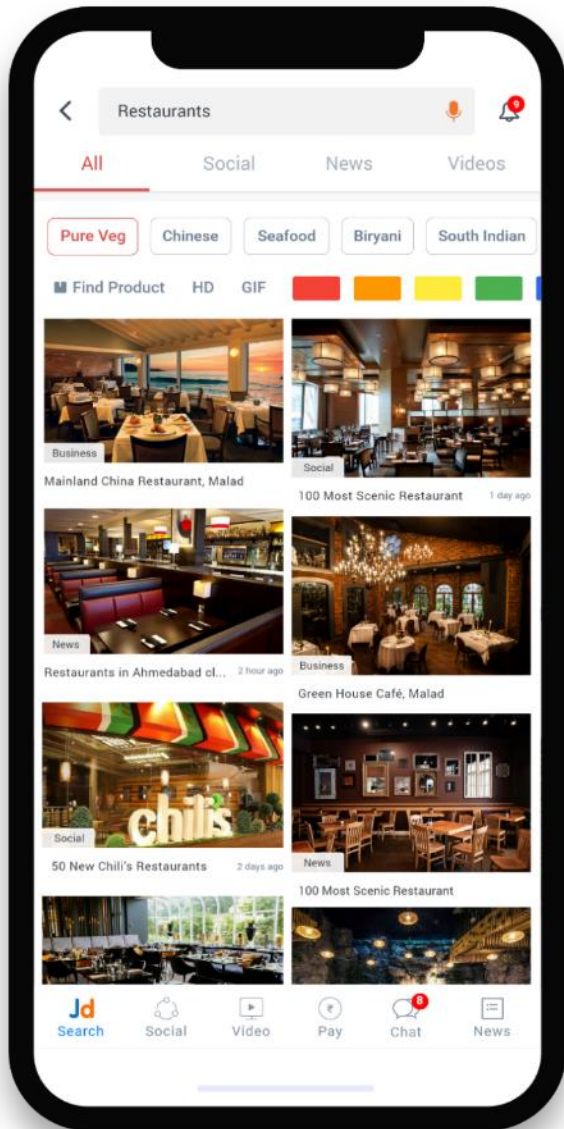 Restaurants
9
All Social News Videos
Pure Veg Chinese Seafood Biryani South Indian
Find Product HD GIF
Business
Mainland China Restaurant, Malad
Social
100 Most Scenic Restaurant 1 day ago
News
Restaurants in Ahmedabad cl... 2 hour ago
Business
Green House Café, Malad
chili's
Social
50 New Chili's Restaurants 2 days ago
News
100 Most Scenic Restaurant
Jd
8
Search Social Video Pay Chat News